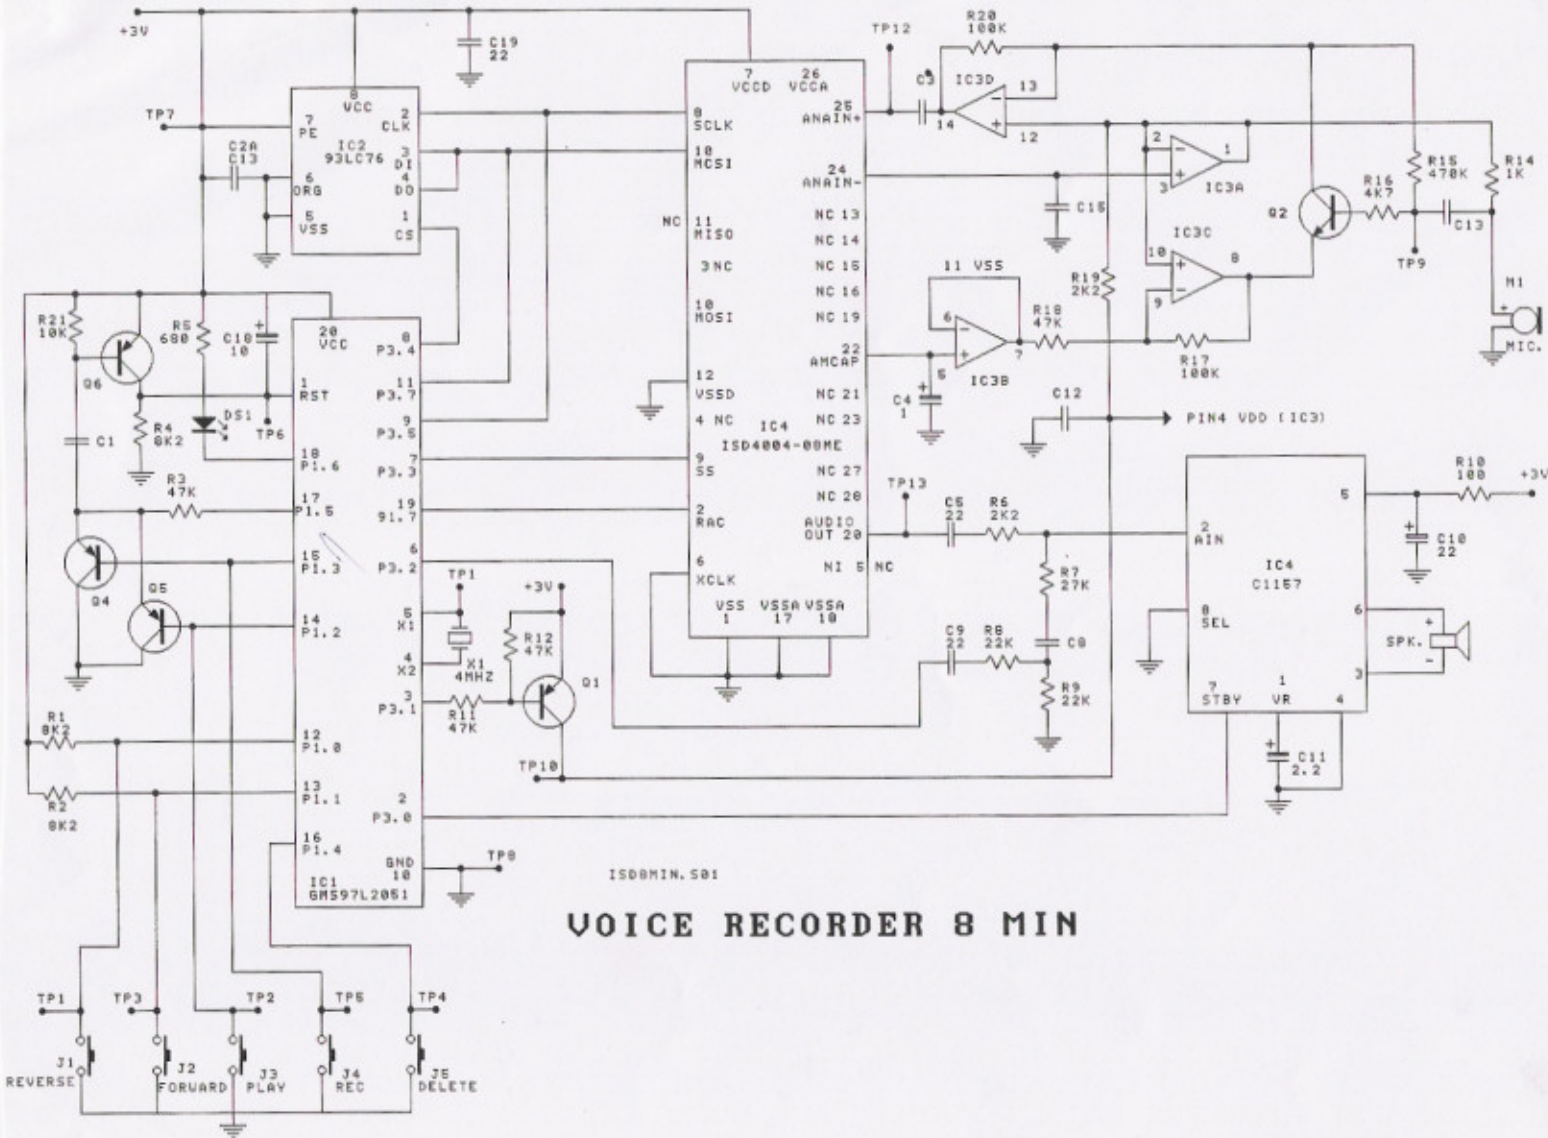 +3V
C19
22
TP7
8
VCC
7
PE
2
CLK
IC2
93LC76
3
DI
4
DO
6
ORG
5
VSS
1
CS
C2A
C13
7
VCCD
26
VCCA
TP12
R20
100K
C3
IC3D
13
14
12
25
ANAIN+
8
SCLK
10
MCSI
24
ANAIN-
NC 11
MISO
3 NC
10
MOSI
12
VSSD
4 NC
IC4
ISD4004-08ME
9
SS
2
RAC
6
XCLK
NC 13
NC 14
NC 15
NC 16
NC 19
22
AMCAP
NC 21
NC 23
NC 27
NC 28
AUDIO
OUT 20
NI 5 NC
VSS
1
VSSA
17
VSSA
18
C15
2
1
3
IC3A
IC3C
10
8
9
R17
100K
R19
2K2
Q2
R16
4K7
R15
470K
R14
1K
C13
TP9
M1
+
MIC.
11 VSS
6
5
7
IC3B
R18
47K
+
C4
1
C12
PIN4 VDD (IC3)
R21
10K
Q6
R5
680
+
C18
10
R4
8K2
DS1
TP6
C1
R3
47K
Q4
Q5
20
VCC
1
RST
18
P1.6
17
P1.5
15
P1.3
14
P1.2
12
P1.0
13
P1.1
16
P1.4
8
P3.4
11
P3.7
9
P3.5
7
P3.3
19
91.7
6
P3.2
5
X1
4
X2
3
P3.1
2
P3.0
GND
10
IC1
GMS97L2051
TP1
X1
4MHZ
+3V
R12
47K
R11
47K
Q1
TP10
TP8
TP13
C5
22
R6
2K2
R7
27K
C9
22
R8
22K
C8
R9
22K
2
AIN
IC4
C1157
8
SEL
7
STBY
1
VR
4
5
6
3
R10
100
+3V
+
C10
22
+
SPK.
-
+
C11
2.2
R1
8K2
R2
8K2
ISD8MIN.S01
VOICE RECORDER 8 MIN
TP1
TP3
TP2
TP5
TP4
J1
REVERSE
J2
FORWARD
J3
PLAY
J4
REC
J5
DELETE